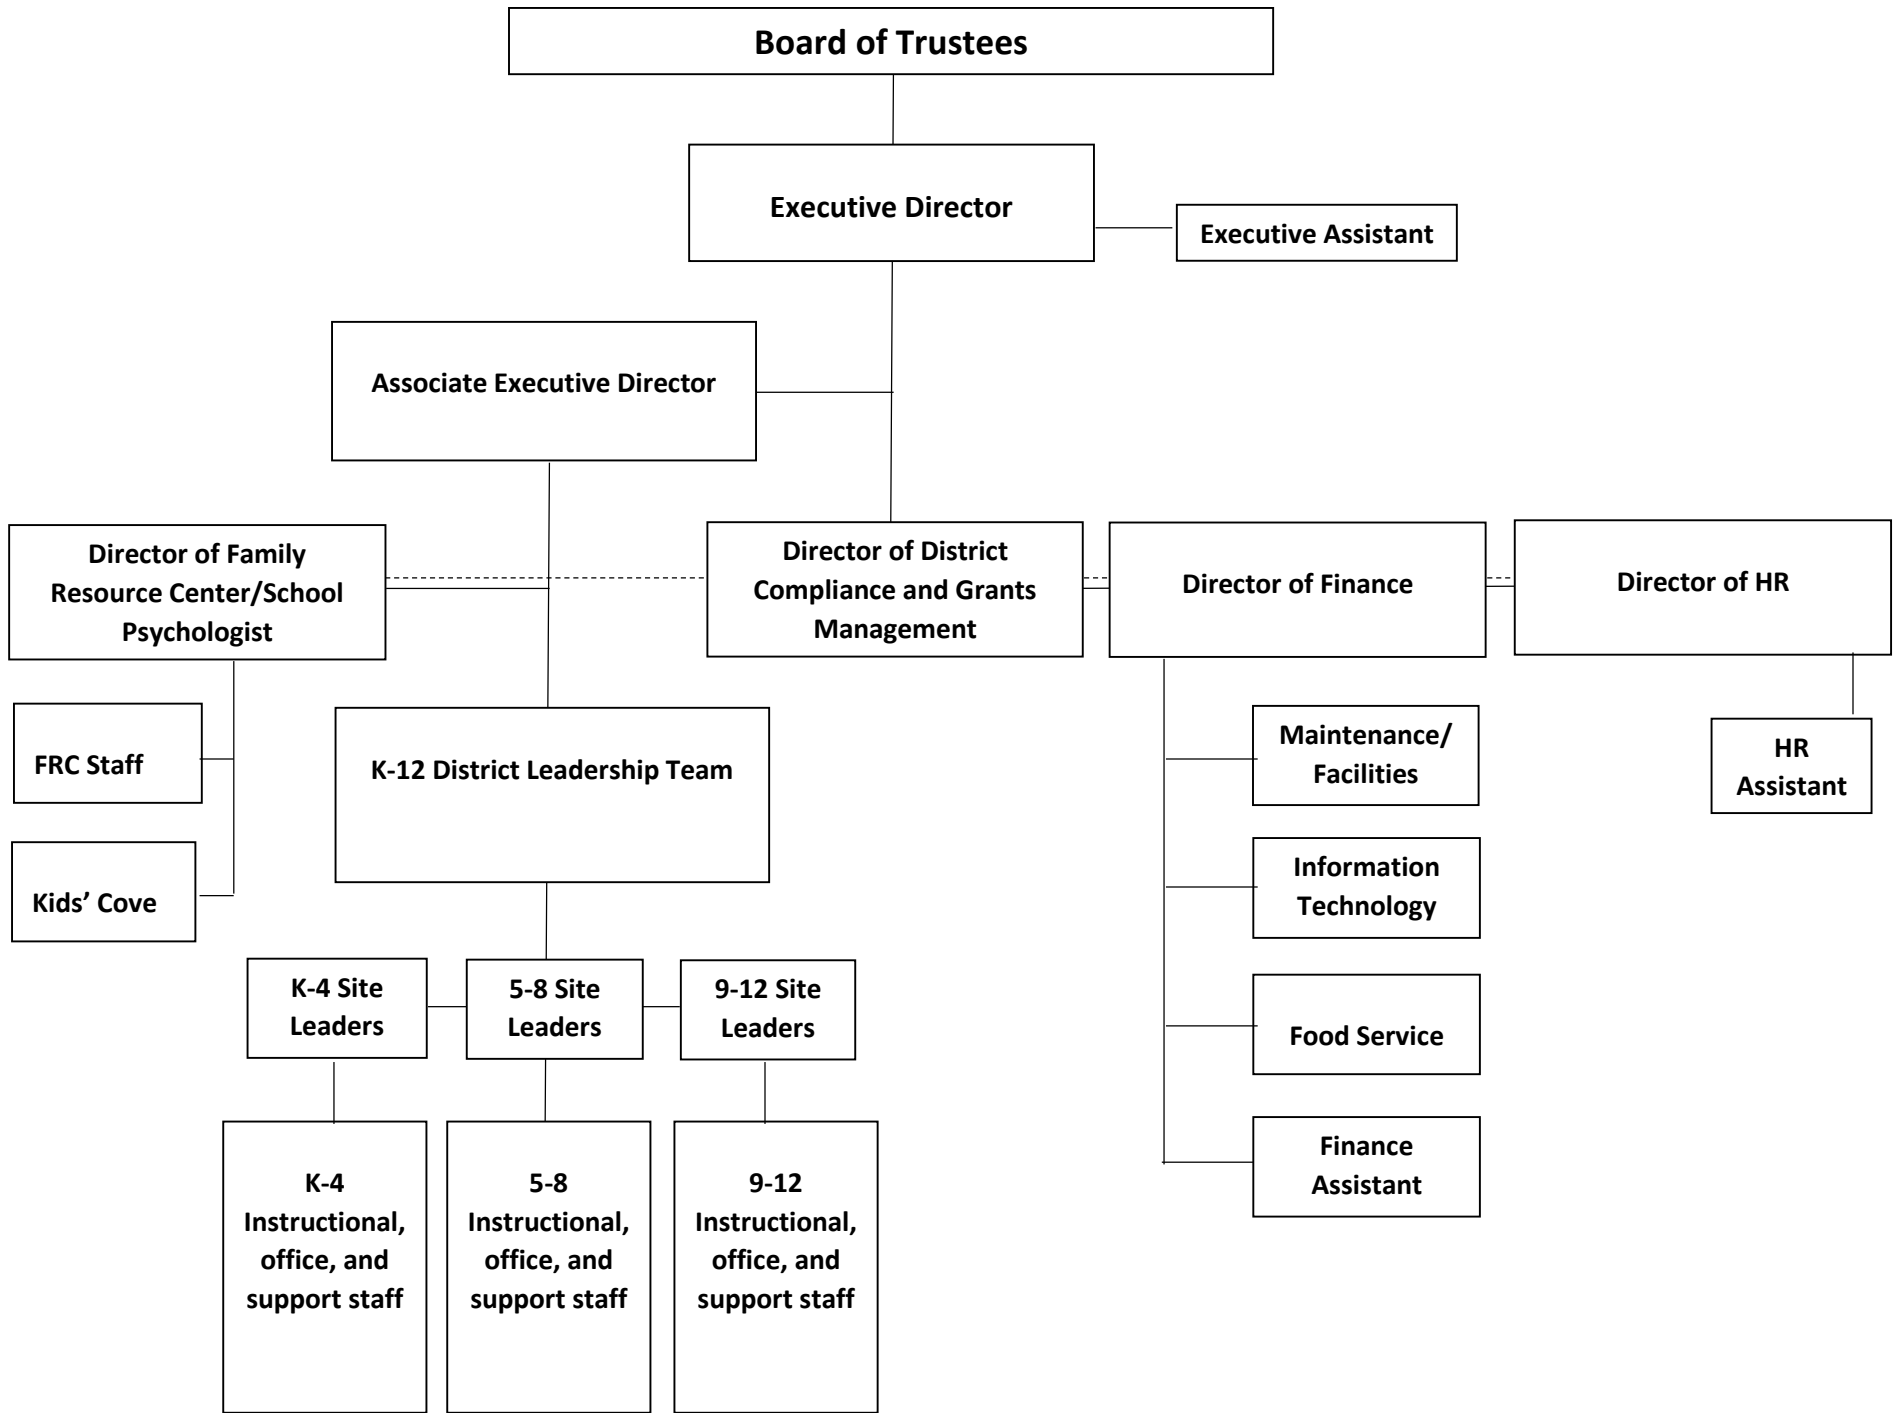 Board of Trustees
Executive Director
Executive Assistant
Associate Executive Director
Director of Family
Resource Center/School
Psychologist
Director of District
Compliance and Grants
Management
Director of Finance
Director of HR
FRC Staff
Kids’ Cove
K-12 District Leadership Team
Maintenance/
Facilities
Information
Technology
Food Service
Finance
Assistant
HR
Assistant
K-4 Site
Leaders
5-8 Site
Leaders
9-12 Site
Leaders
K-4
Instructional,
office, and
support staff
5-8
Instructional,
office, and
support staff
9-12
Instructional,
office, and
support staff